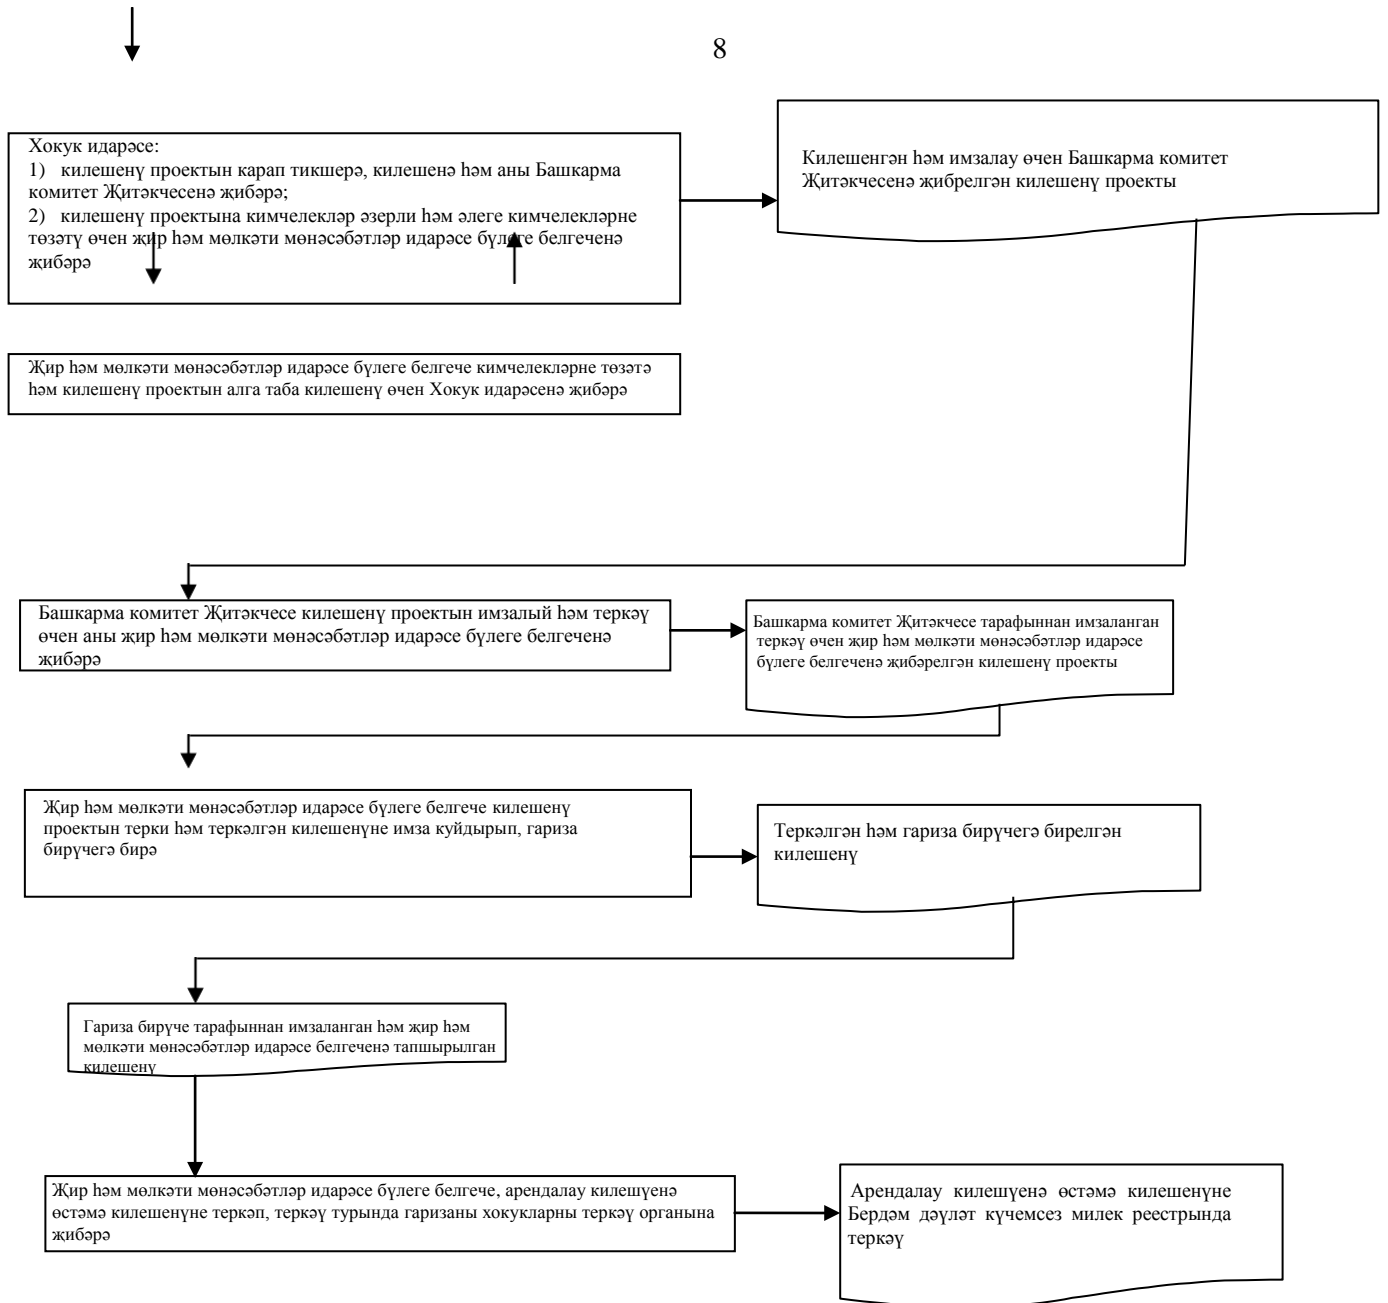 8
Хокук идарәсе:
1) килешенү проектын карап тикшерә, килешенә һәм аны Башкарма
комитет Җитәкчесенә җибәрә;
2) килешенү проектына кимчелекләр әзерли һәм әлеге кимчелекләрне
төзәтү өчен җир һәм мөлкәти мөнәсәбәтләр идарәсе бүлеге белгеченә
җибәрә
Килешенгән һәм имзалау өчен Башкарма комитет
Җитәкчесенә җибрелгән килешенү проекты
Җир һәм мөлкәти мөнәсәбәтләр идарәсе бүлеге белгече кимчелекләрне төзәтә
һәм килешенү проектын алга таба килешенү өчен Хокук идарәсенә җибәрә
Башкарма комитет Җитәкчесе килешенү проектын имзалый һәм теркәү
өчен аны җир һәм мөлкәти мөнәсәбәтләр идарәсе бүлеге белгеченә
җибәрә
Башкарма комитет Җитәкчесе тарафыннан имзаланган
теркәү өчен җир һәм мөлкәти мөнәсәбәтләр идарәсе
бүлеге белгеченә җибәрелгән килешенү проекты
Җир һәм мөлкәти мөнәсәбәтләр идарәсе бүлеге белгече килешенү
проектын терки һәм теркәлгән килешенүне имза куйдырып, гариза
бирүчегә бирә
Теркәлгән һәм гариза бирүчегә бирелгән
килешенү
Гариза бирүче тарафыннан имзаланган һәм җир һәм
мөлкәти мөнәсәбәтләр идарәсе белгеченә тапшырылган
килешенү
Җир һәм мөлкәти мөнәсәбәтләр идарәсе бүлеге белгече, арендалау килешүенә
өстәмә килешенүне теркәп, теркәү турында гаризаны хокукларны теркәү органына
җибәрә
Арендалау килешүенә өстәмә килешенүне
Бердәм дәүләт күчемсез милек реестрында
теркәү